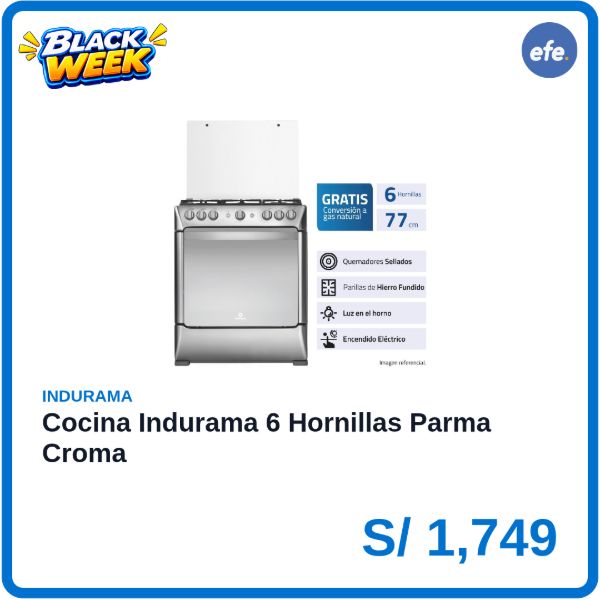 BLACK
WEEK
efe.
GRATIS
Conversión a
gas natural
6 Hornillas
77 cm
Quemadores Sellados
Parillas de Hierro Fundido
Luz en el horno
Encendido Eléctrico
Imagen referencial.
INDURAMA
Cocina Indurama 6 Hornillas Parma
Croma
S/ 1,749